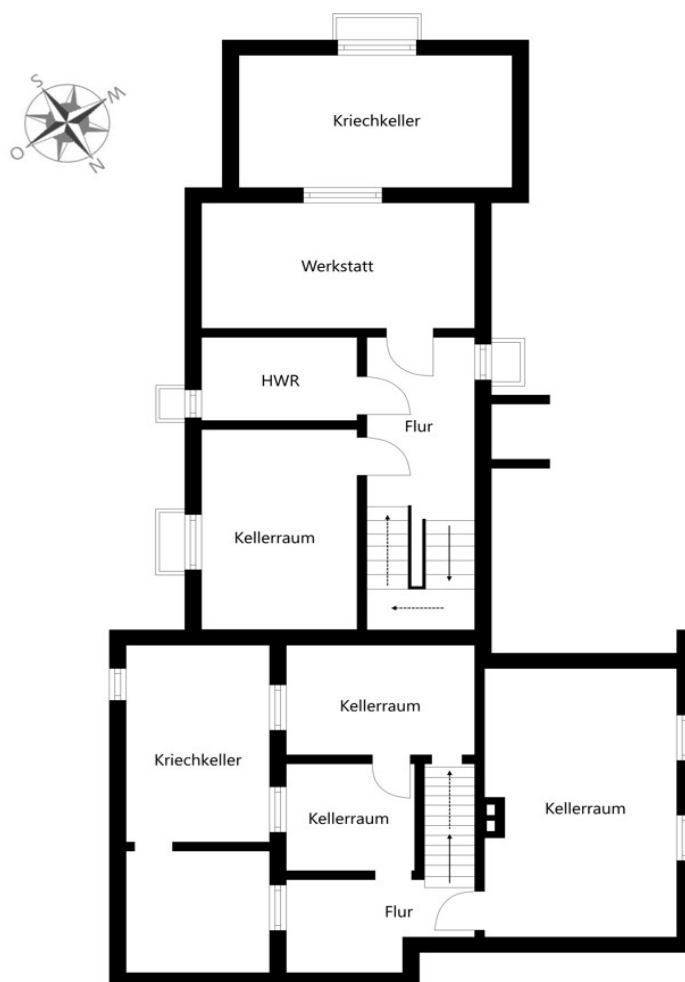 Kriechkeller
S
W
O
N
Werkstatt
HWR
Flur
Kellerraum
Kellerraum
Kriechkeller
Kellerraum
Kellerraum
Flur